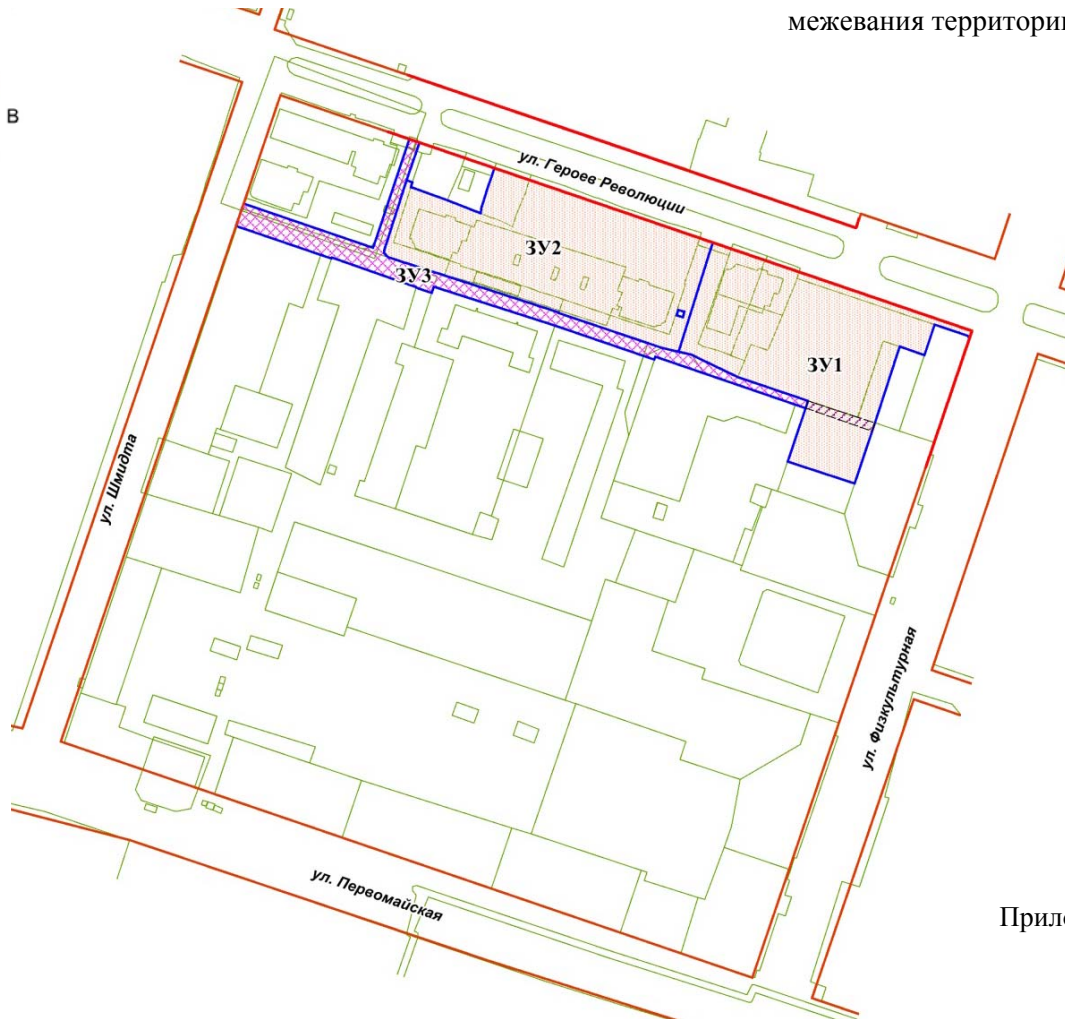 межевания территори
в
ул. Героев Революции
ЗУ2
ЗУ3
ЗУ1
ул. Шмидта
ул. Физкультурная
ул. Первомайская
Прил